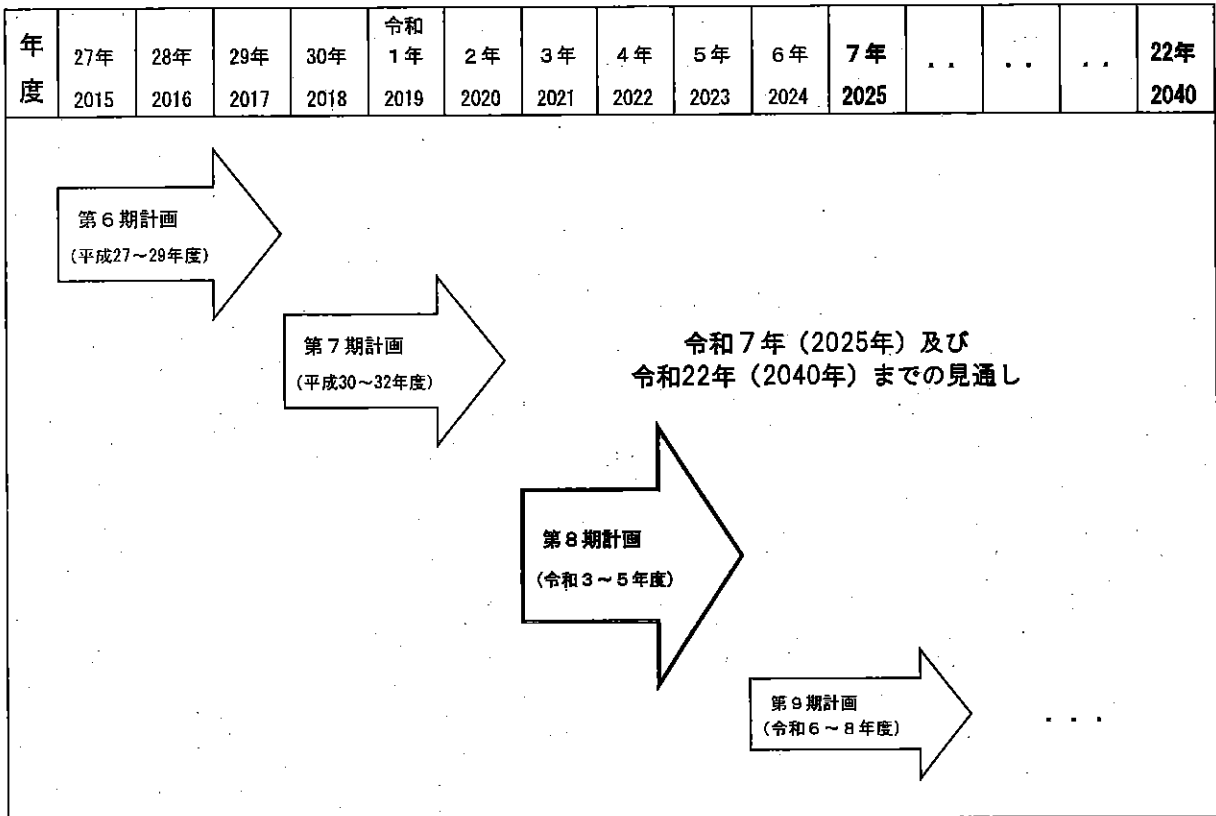 年度
27年 28年 29年 30年 令和1年 2年 3年 4年 5年 6年 7年 ‥ ‥ ‥ 22年
2015 2016 2017 2018 2019 2020 2021 2022 2023 2024 2025 2040
第6期計画
(平成27～29年度)
第7期計画
(平成30～32年度)
令和7年（2025年）及び
令和22年（2040年）までの見通し
第8期計画
(令和3～5年度)
第9期計画
(令和6～8年度)
・・・